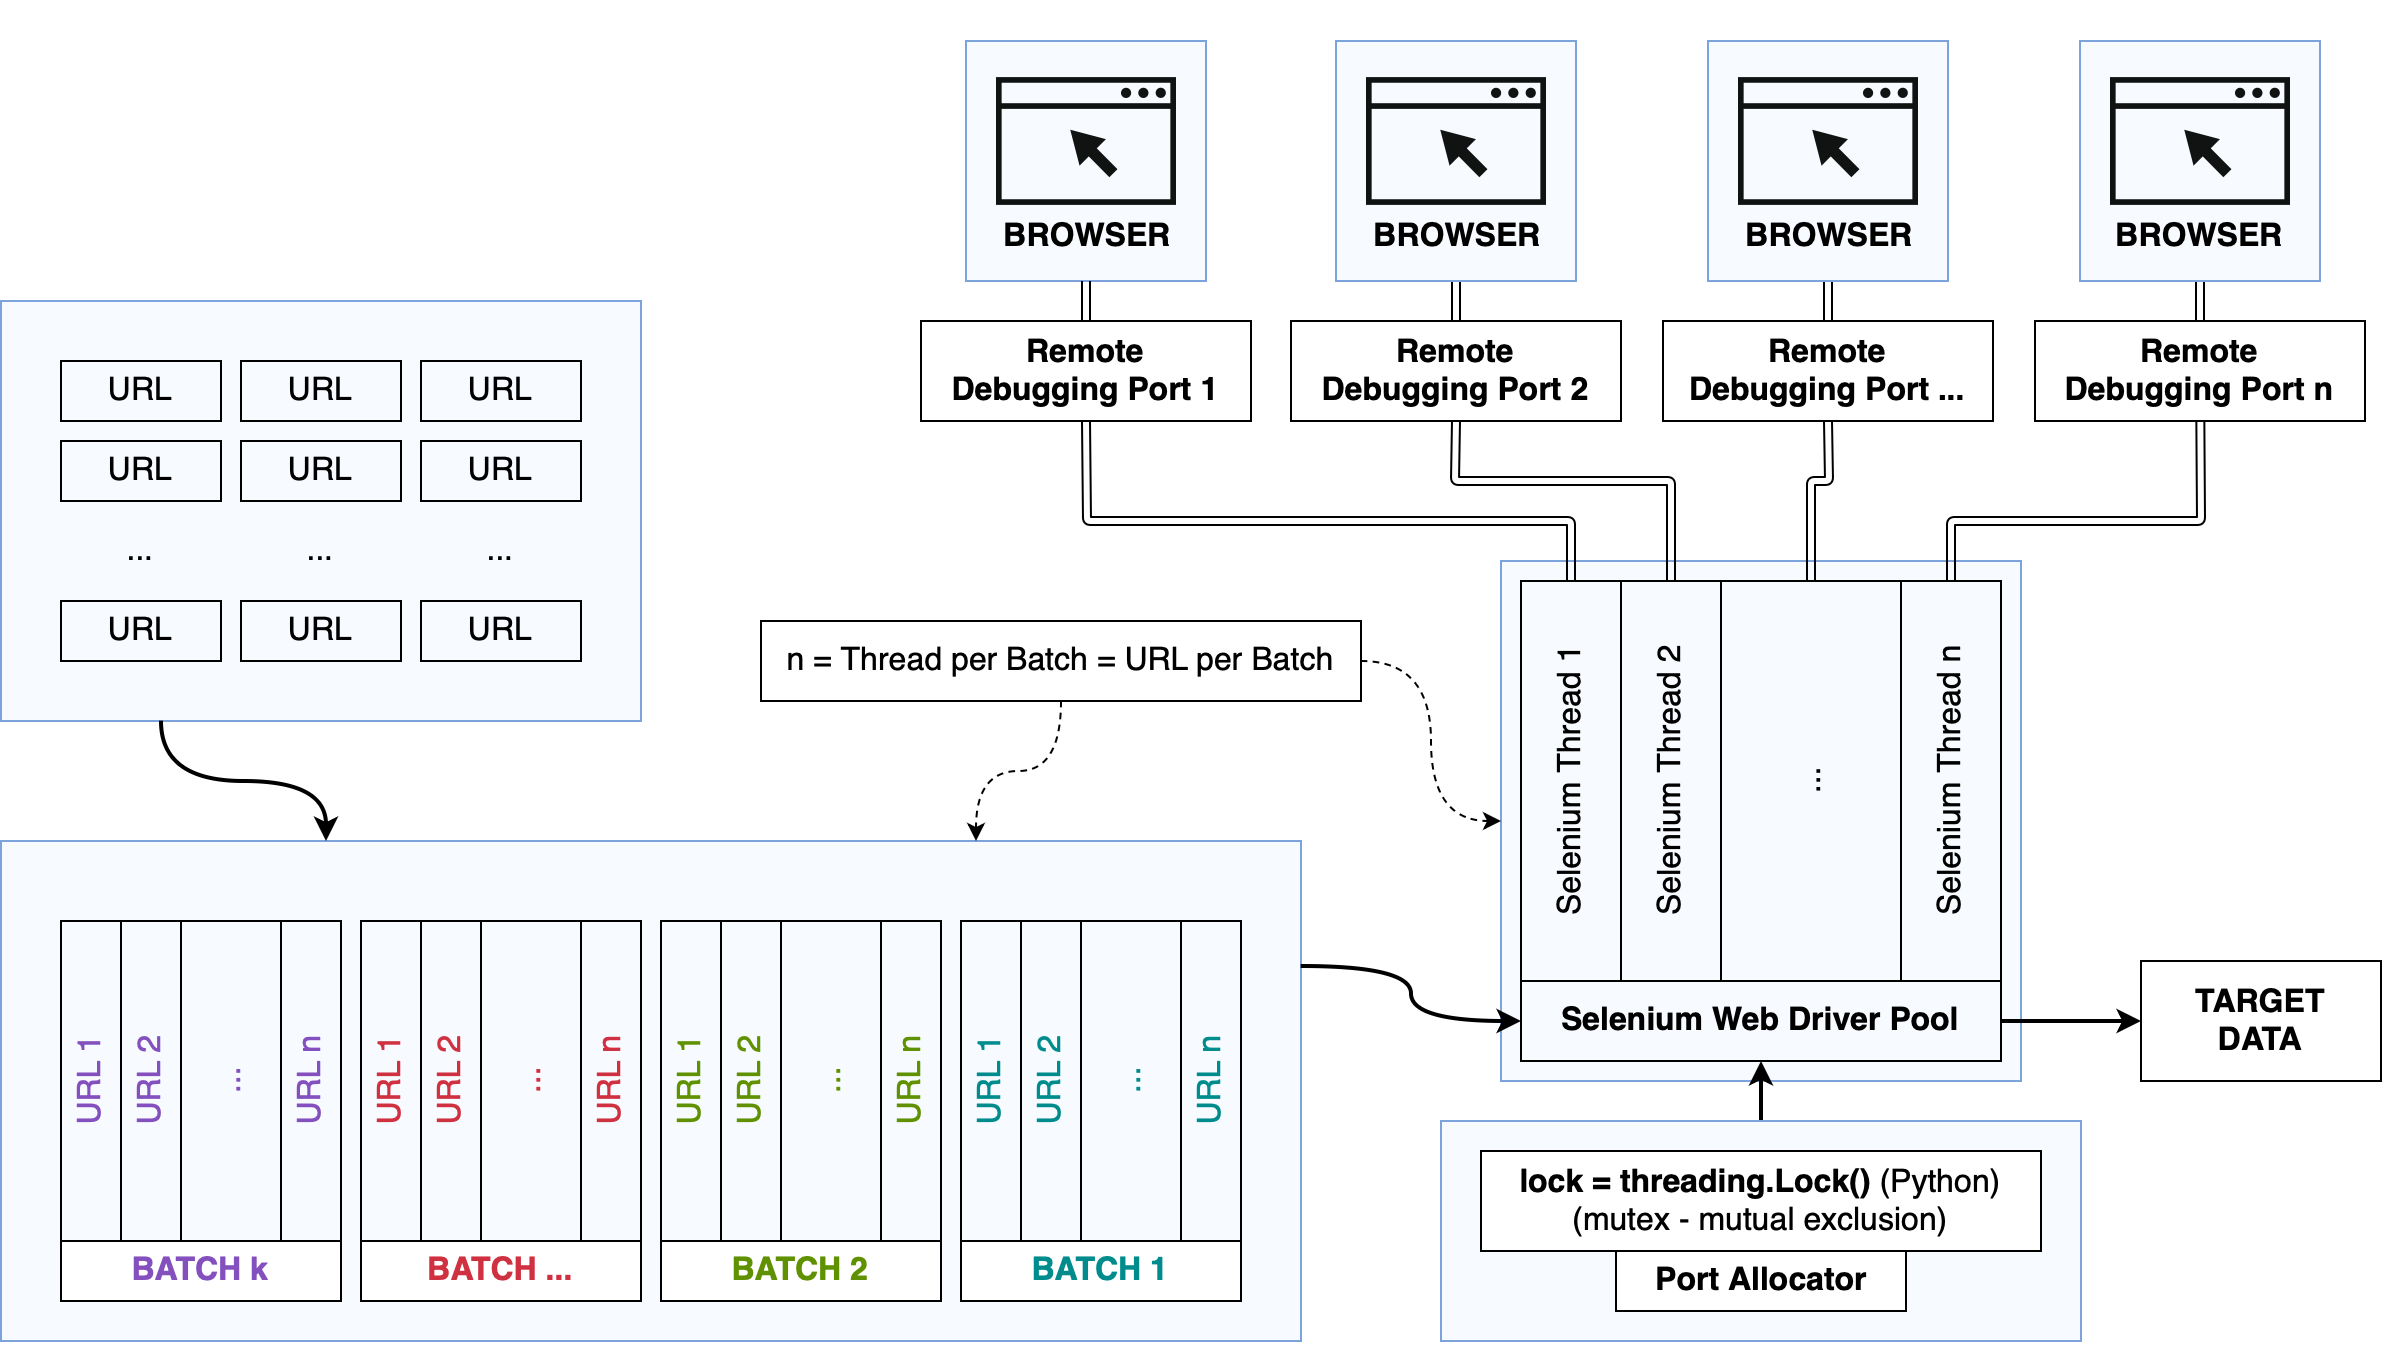 BROWSER
BROWSER
BROWSER
BROWSER
Remote
Debugging Port 1
Remote
Debugging Port 2
Remote
Debugging Port ...
Remote
Debugging Port n
URL
URL
URL
URL
URL
URL
...
...
...
URL
URL
URL
n = Thread per Batch = URL per Batch
Selenium Thread 1
Selenium Thread 2
...
Selenium Thread n
Selenium Web Driver Pool
TARGET
DATA
URL 1
URL 2
...
URL n
BATCH k
URL 1
URL 2
...
URL n
BATCH ...
URL 1
URL 2
...
URL n
BATCH 2
URL 1
URL 2
...
URL n
BATCH 1
lock = threading.Lock() (Python)
(mutex - mutual exclusion)
Port Allocator